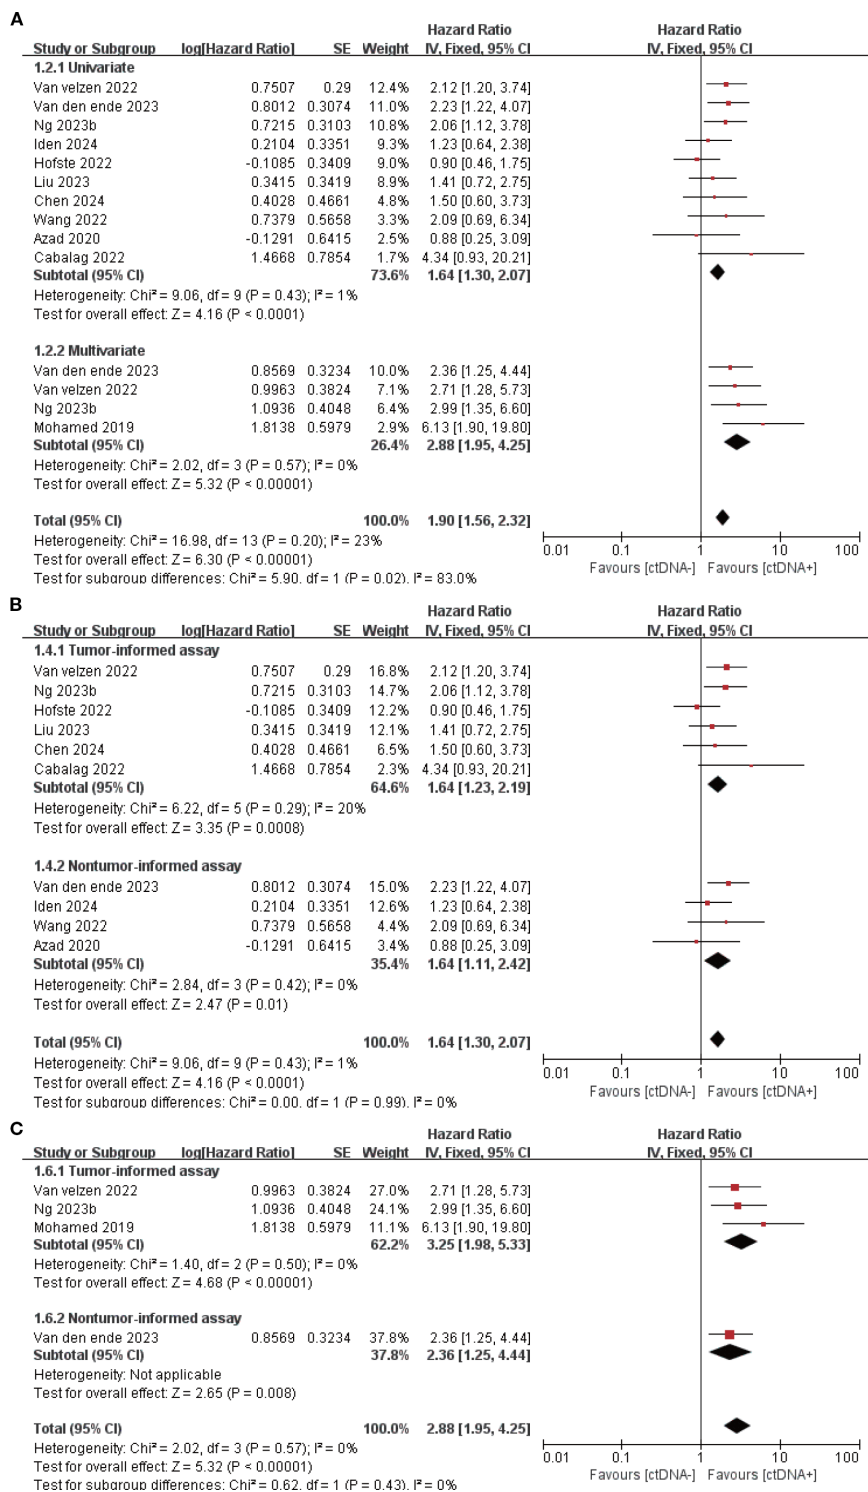 A
Hazard Ratio Hazard Ratio
Study or Subgroup log[Hazard Ratio] SE Weight IV, Fixed, 95% CI IV, Fixed, 95% CI
1.2.1 Univariate
Van velzen 2022 0.7507 0.29 12.4% 2.12 [1.20, 3.74]
Van den ende 2023 0.8012 0.3074 11.0% 2.23 [1.22, 4.07]
Ng 2023b 0.7215 0.3103 10.8% 2.06 [1.12, 3.78]
Iden 2024 0.2104 0.3351 9.3% 1.23 [0.64, 2.38]
Hofste 2022 -0.1085 0.3409 9.0% 0.90 [0.46, 1.75]
Liu 2023 0.3415 0.3419 8.9% 1.41 [0.72, 2.75]
Chen 2024 0.4028 0.4661 4.8% 1.50 [0.60, 3.73]
Wang 2022 0.7379 0.5658 3.3% 2.09 [0.69, 6.34]
Azad 2020 -0.1291 0.6415 2.5% 0.88 [0.25, 3.09]
Cabalag 2022 1.4668 0.7854 1.7% 4.34 [0.93, 20.21]
Subtotal (95% CI) 73.6% 1.64 [1.30, 2.07]
Heterogeneity: Chi² = 9.06, df = 9 (P = 0.43); I² = 1%
Test for overall effect: Z = 4.16 (P < 0.0001)
1.2.2 Multivariate
Van den ende 2023 0.8569 0.3234 10.0% 2.36 [1.25, 4.44]
Van velzen 2022 0.9963 0.3824 7.1% 2.71 [1.28, 5.73]
Ng 2023b 1.0936 0.4048 6.4% 2.99 [1.35, 6.60]
Mohamed 2019 1.8138 0.5979 2.9% 6.13 [1.90, 19.80]
Subtotal (95% CI) 26.4% 2.88 [1.95, 4.25]
Heterogeneity: Chi² = 2.02, df = 3 (P = 0.57); I² = 0%
Test for overall effect: Z = 5.32 (P < 0.00001)
Total (95% CI) 100.0% 1.90 [1.56, 2.32]
Heterogeneity: Chi² = 16.98, df = 13 (P = 0.20); I² = 23%
Test for overall effect: Z = 6.30 (P < 0.00001)
Test for subgroup differences: Chi² = 5.90, df = 1 (P = 0.02), I² = 83.0%
0.01 0.1 1 10 100
Favours [ctDNA-] Favours [ctDNA+]
B
Hazard Ratio Hazard Ratio
Study or Subgroup log[Hazard Ratio] SE Weight IV, Fixed, 95% CI IV, Fixed, 95% CI
1.4.1 Tumor-informed assay
Van velzen 2022 0.7507 0.29 16.8% 2.12 [1.20, 3.74]
Ng 2023b 0.7215 0.3103 14.7% 2.06 [1.12, 3.78]
Hofste 2022 -0.1085 0.3409 12.2% 0.90 [0.46, 1.75]
Liu 2023 0.3415 0.3419 12.1% 1.41 [0.72, 2.75]
Chen 2024 0.4028 0.4661 6.5% 1.50 [0.60, 3.73]
Cabalag 2022 1.4668 0.7854 2.3% 4.34 [0.93, 20.21]
Subtotal (95% CI) 64.6% 1.64 [1.23, 2.19]
Heterogeneity: Chi² = 6.22, df = 5 (P = 0.29); I² = 20%
Test for overall effect: Z = 3.35 (P = 0.0008)
1.4.2 Nontumor-informed assay
Van den ende 2023 0.8012 0.3074 15.0% 2.23 [1.22, 4.07]
Iden 2024 0.2104 0.3351 12.6% 1.23 [0.64, 2.38]
Wang 2022 0.7379 0.5658 4.4% 2.09 [0.69, 6.34]
Azad 2020 -0.1291 0.6415 3.4% 0.88 [0.25, 3.09]
Subtotal (95% CI) 35.4% 1.64 [1.11, 2.42]
Heterogeneity: Chi² = 2.84, df = 3 (P = 0.42); I² = 0%
Test for overall effect: Z = 2.47 (P = 0.01)
Total (95% CI) 100.0% 1.64 [1.30, 2.07]
Heterogeneity: Chi² = 9.06, df = 9 (P = 0.43); I² = 1%
Test for overall effect: Z = 4.16 (P < 0.0001)
Test for subgroup differences: Chi² = 0.00, df = 1 (P = 0.99), I² = 0%
0.01 0.1 1 10 100
Favours [ctDNA-] Favours [ctDNA+]
C
Hazard Ratio Hazard Ratio
Study or Subgroup log[Hazard Ratio] SE Weight IV, Fixed, 95% CI IV, Fixed, 95% CI
1.6.1 Tumor-informed assay
Van velzen 2022 0.9963 0.3824 27.0% 2.71 [1.28, 5.73]
Ng 2023b 1.0936 0.4048 24.1% 2.99 [1.35, 6.60]
Mohamed 2019 1.8138 0.5979 11.1% 6.13 [1.90, 19.80]
Subtotal (95% CI) 62.2% 3.25 [1.98, 5.33]
Heterogeneity: Chi² = 1.40, df = 2 (P = 0.50); I² = 0%
Test for overall effect: Z = 4.68 (P < 0.00001)
1.6.2 Nontumor-informed assay
Van den ende 2023 0.8569 0.3234 37.8% 2.36 [1.25, 4.44]
Subtotal (95% CI) 37.8% 2.36 [1.25, 4.44]
Heterogeneity: Not applicable
Test for overall effect: Z = 2.65 (P = 0.008)
Total (95% CI) 100.0% 2.88 [1.95, 4.25]
Heterogeneity: Chi² = 2.02, df = 3 (P = 0.57); I² = 0%
Test for overall effect: Z = 5.32 (P < 0.00001)
Test for subgroup differences: Chi² = 0.62, df = 1 (P = 0.43), I² = 0%
0.01 0.1 1 10 100
Favours [ctDNA-] Favours [ctDNA+]